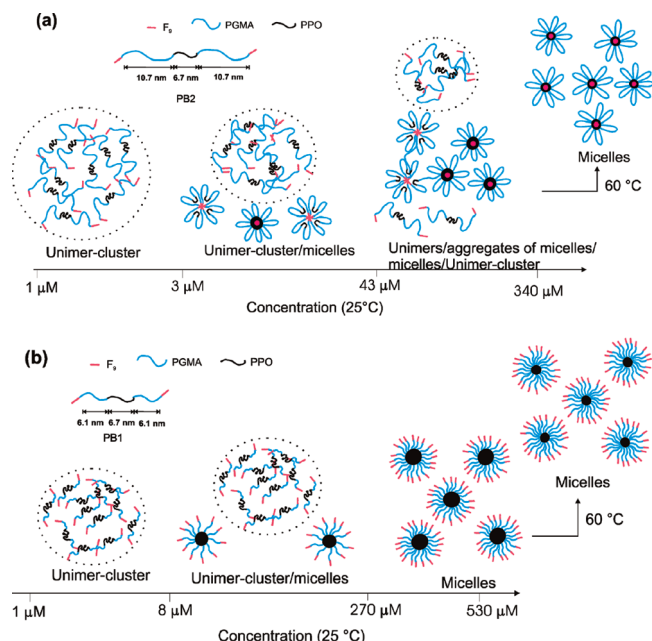 (a)
F₉ PGMA PPO
10.7 nm 6.7 nm 10.7 nm
PB2
Unimer-cluster
Unimer-cluster/micelles
Unimers/aggregates of micelles/
micelles/Unimer-cluster
Micelles
60 °C
1 μM 3 μM 43 μM 340 μM
Concentration (25°C)
(b)
F₉ PGMA PPO
6.1 nm 6.7 nm 6.1 nm
PB1
Unimer-cluster
Unimer-cluster/micelles
Micelles
Micelles
60 °C
1 μM 8 μM 270 μM 530 μM
Concentration (25 °C)